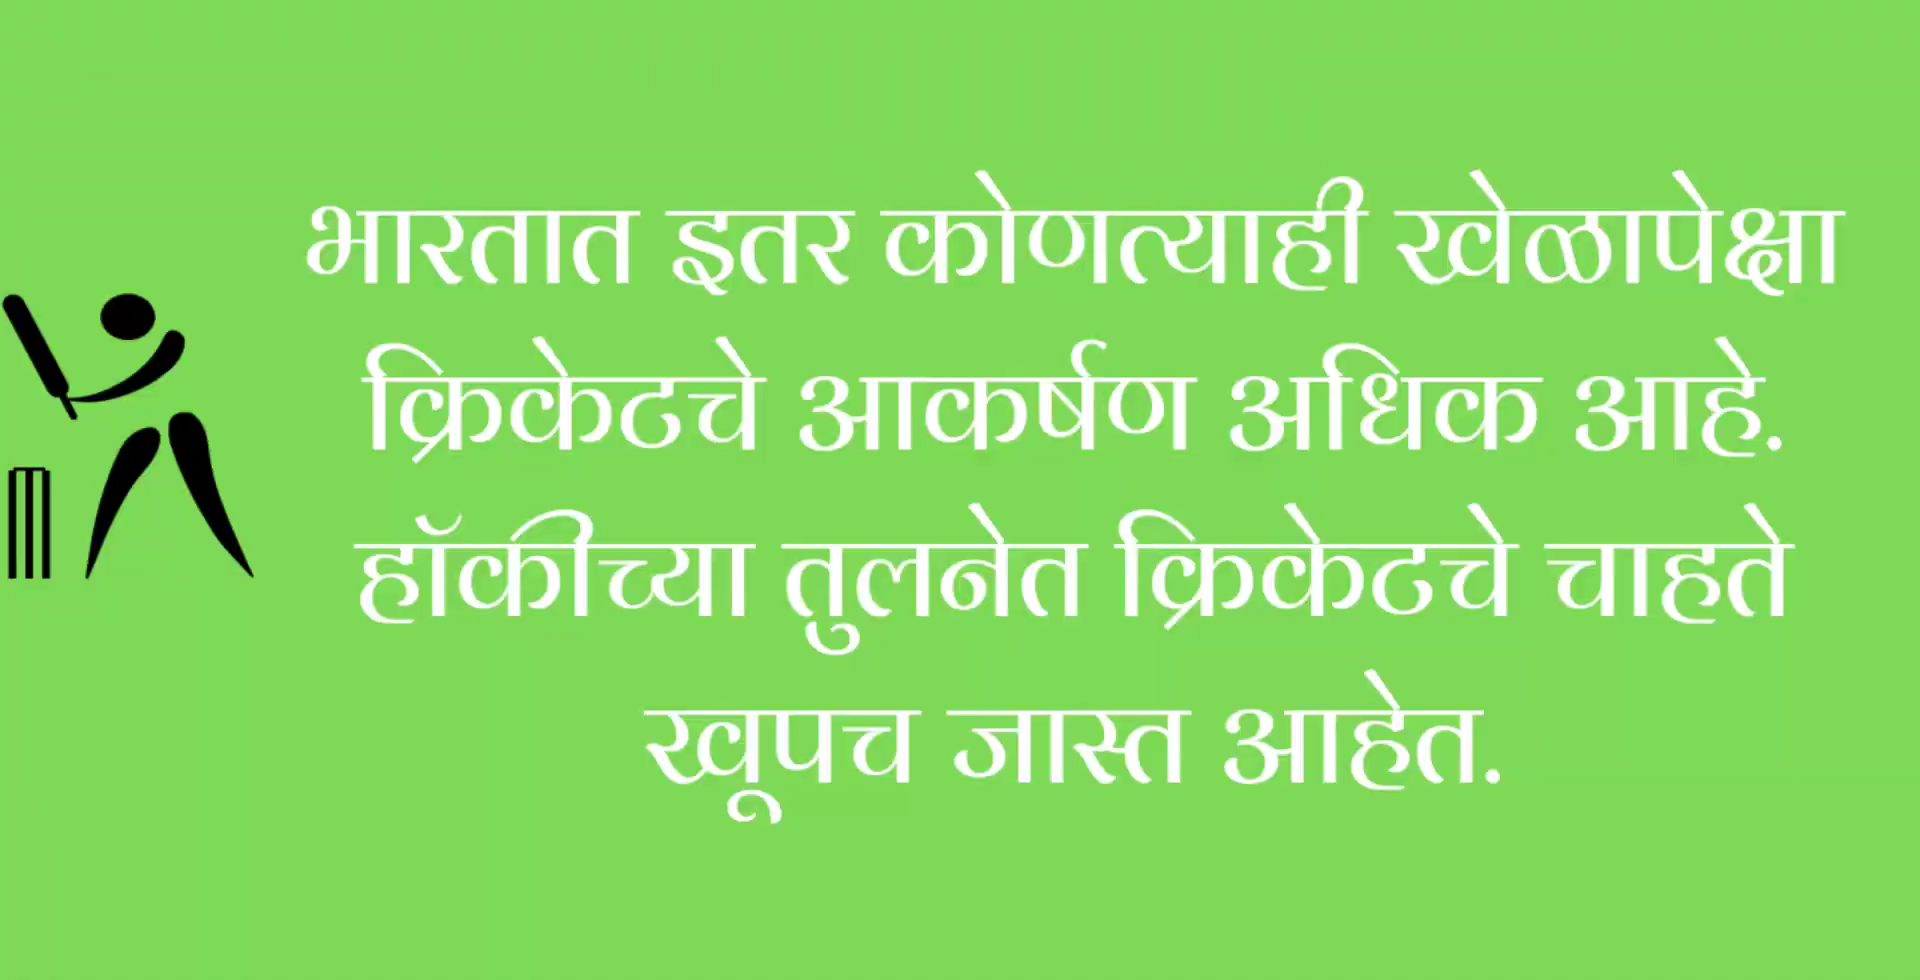 भारतात इतर कोणत्याही खेळापेक्षा
क्रिकेटचे आकर्षण अधिक आहे.
हॉकीच्या तुलनेत क्रिकेटचे चाहते
खूपच जास्त आहेत.